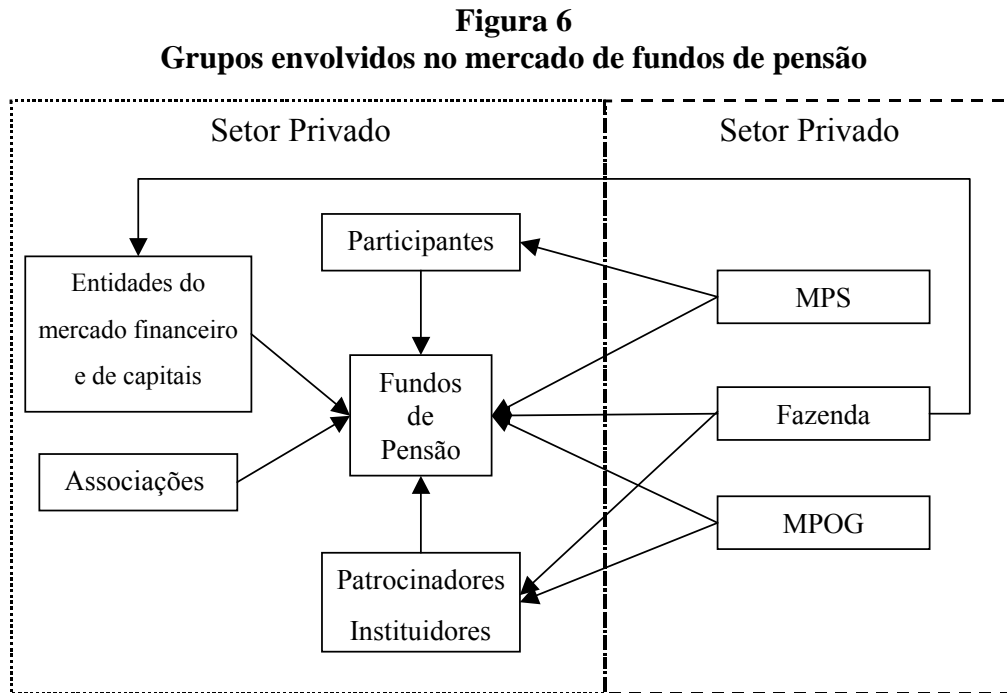 Figura 6
Grupos envolvidos no mercado de fundos de pensão
Setor Privado
Setor Privado
Participantes
Entidades do
mercado financeiro
e de capitais
MPS
Fundos
de
Pensão
Fazenda
Associações
MPOG
Patrocinadores
Instituidores